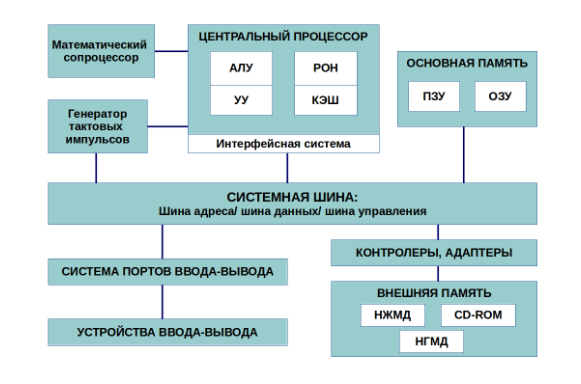 Математический
сопроцессор
ЦЕНТРАЛЬНЫЙ ПРОЦЕССОР
АЛУ
РОН
УУ
КЭШ
Интерфейсная система
ОСНОВНАЯ ПАМЯТЬ
ПЗУ
ОЗУ
Генератор
тактовых
импульсов
СИСТЕМНАЯ ШИНА:
Шина адреса/ шина данных/ шина управления
СИСТЕМА ПОРТОВ ВВОДА-ВЫВОДА
УСТРОЙСТВА ВВОДА-ВЫВОДА
КОНТРОЛЕРЫ, АДАПТЕРЫ
ВНЕШНЯЯ ПАМЯТЬ
НЖМД
CD-ROM
НГМД